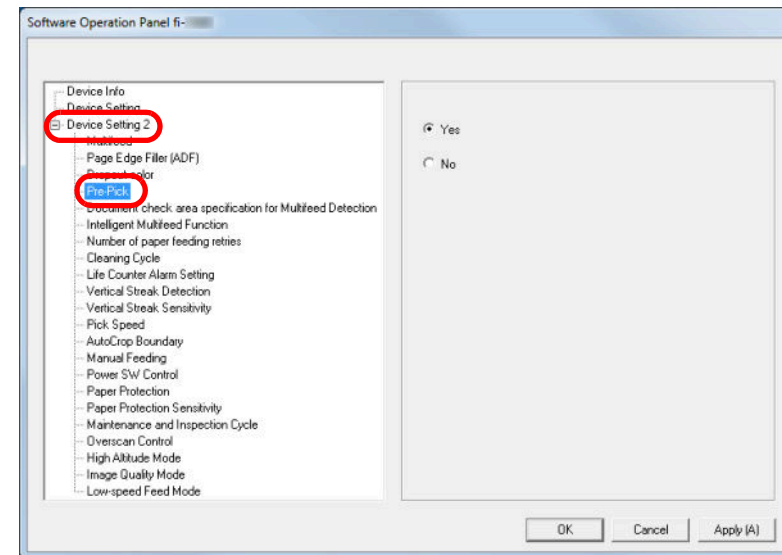 Software Operation Panel fi-
Device Info
Device Setting
Device Setting 2
Multifeed
Page Edge Filler (ADF)
Dropout color
Pre-Pick
Document check area specification for Multifeed Detection
Intelligent Multifeed Function
Number of paper feeding retries
Cleaning Cycle
Life Counter Alarm Setting
Vertical Streak Detection
Vertical Streak Sensitivity
Pick Speed
AutoCrop Boundary
Manual Feeding
Power SW Control
Paper Protection
Paper Protection Sensitivity
Maintenance and Inspection Cycle
Overscan Control
High Altitude Mode
Image Quality Mode
Low-speed Feed Mode
Yes
No
OK Cancel Apply (A)